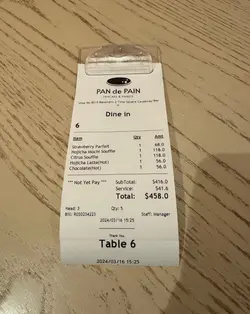 PAN de PAIN
Dine in
6
Item Qty Amt
Strawberry Parfait 1 68.0
Hojicha Mochi Souffle 1 118.0
Citrus Souffle 1 118.0
Hojicha Latte(Hot) 1 56.0
Chocolate(Hot) 1 56.0
** Not Yet Pay ** SubTotal: $416.0
Service: $41.6
Total: $458.0
Head: 3 Qty: 5
Bill: R200234223 Staff: Manager
2024/03/16 15:25
Table 6
2024/03/16 15:25